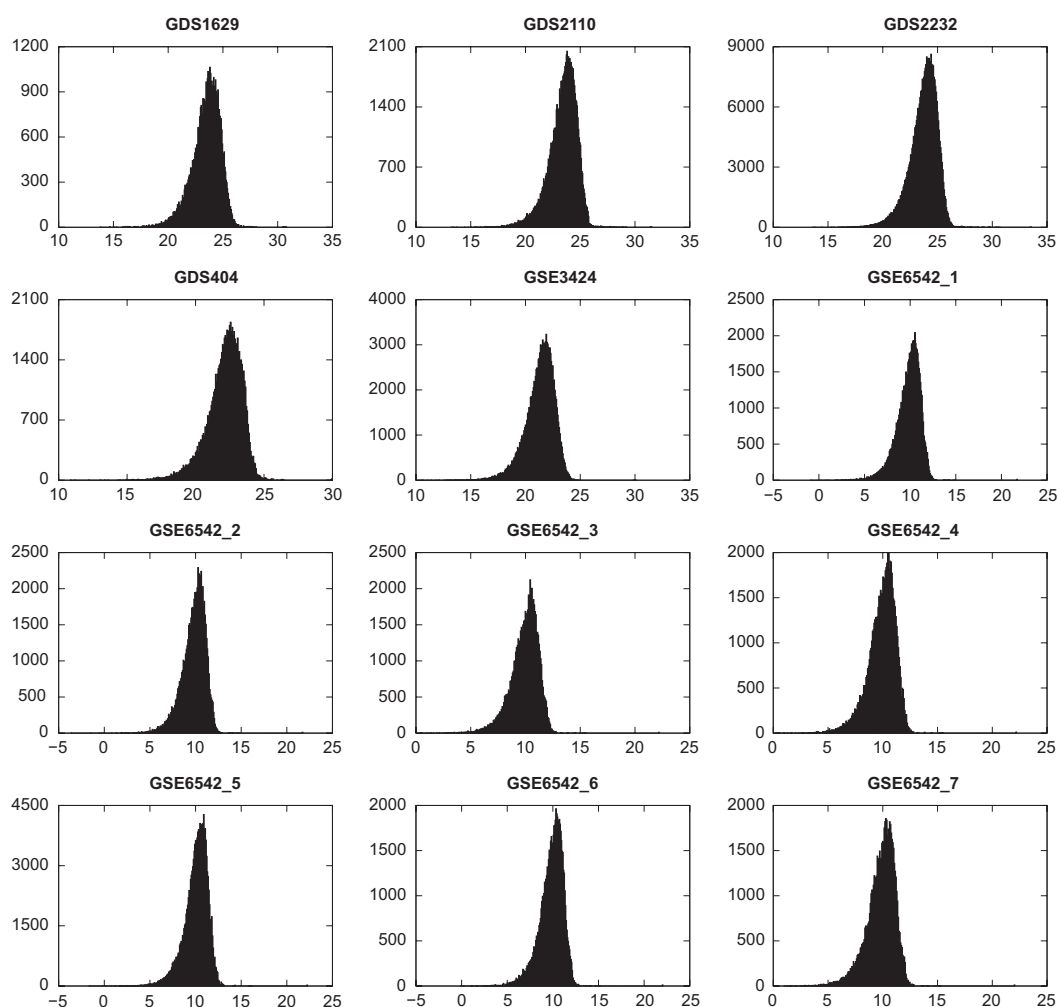 GDS1629 GDS2110 GDS2232
1200 2100 9000
900 1400 6000
600 700 3000
300 0 0
0
10 15 20 25 30 35 10 15 20 25 30 35 10 15 20 25 30 35
GDS404 GSE3424 GSE6542_1
2100 4000 2500
1400 3000 2000
700 2000 1500
0 1000 1000
0 500
0
10 15 20 25 30 10 15 20 25 30 35 −5 0 5 10 15 20 25
GSE6542_2 GSE6542_3 GSE6542_4
2500 2500 2000
2000 2000 1500
1500 1500 1000
1000 1000 500
500 500 0
0 0
−5 0 5 10 15 20 25 0 5 10 15 20 25 0 5 10 15 20 25
GSE6542_5 GSE6542_6 GSE6542_7
4500 2000 2000
3000 1500 1500
1500 1000 1000
0 500 500
0 0
−5 0 5 10 15 20 25 −5 0 5 10 15 20 25 0 5 10 15 20 25